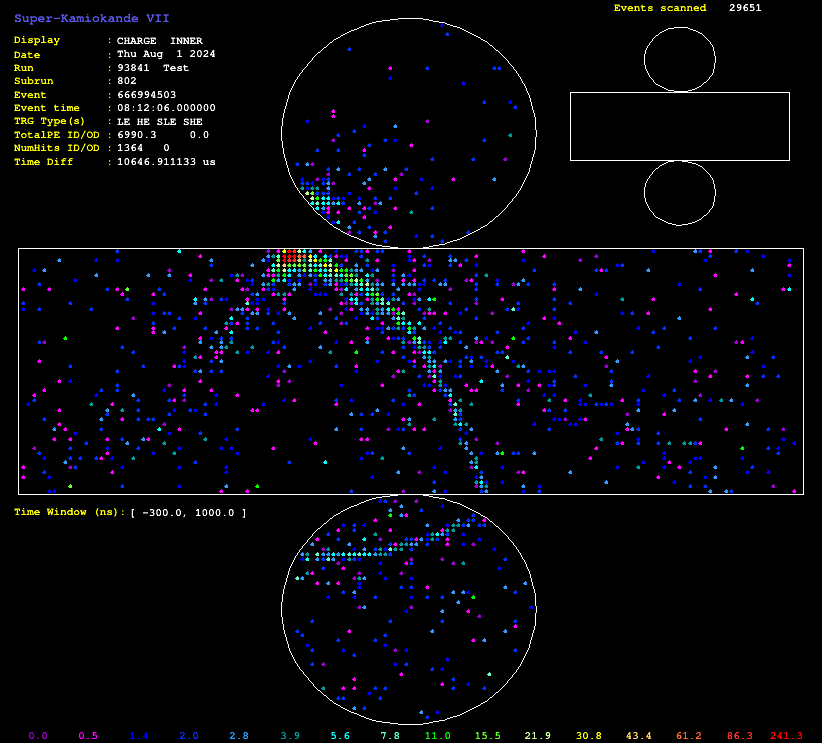 Events scanned 29651
Super-Kamiokande VII
Display : CHARGE INNER
Date : Thu Aug 1 2024
Run : 93841 Test
Subrun : 802
Event : 666994503
Event time : 08:12:06.000000
TRG Type(s) : LE HE SLE SHE
TotalPE ID/OD : 6990.3 0.0
NumHits ID/OD : 1364 0
Time Diff : 10646.911133 us
Time Window (ns): [ -300.0, 1000.0 ]
0.0 0.5 1.4 2.0 2.8 3.9 5.6 7.8 11.0 15.5 21.9 30.8 43.4 61.2 86.3 241.3